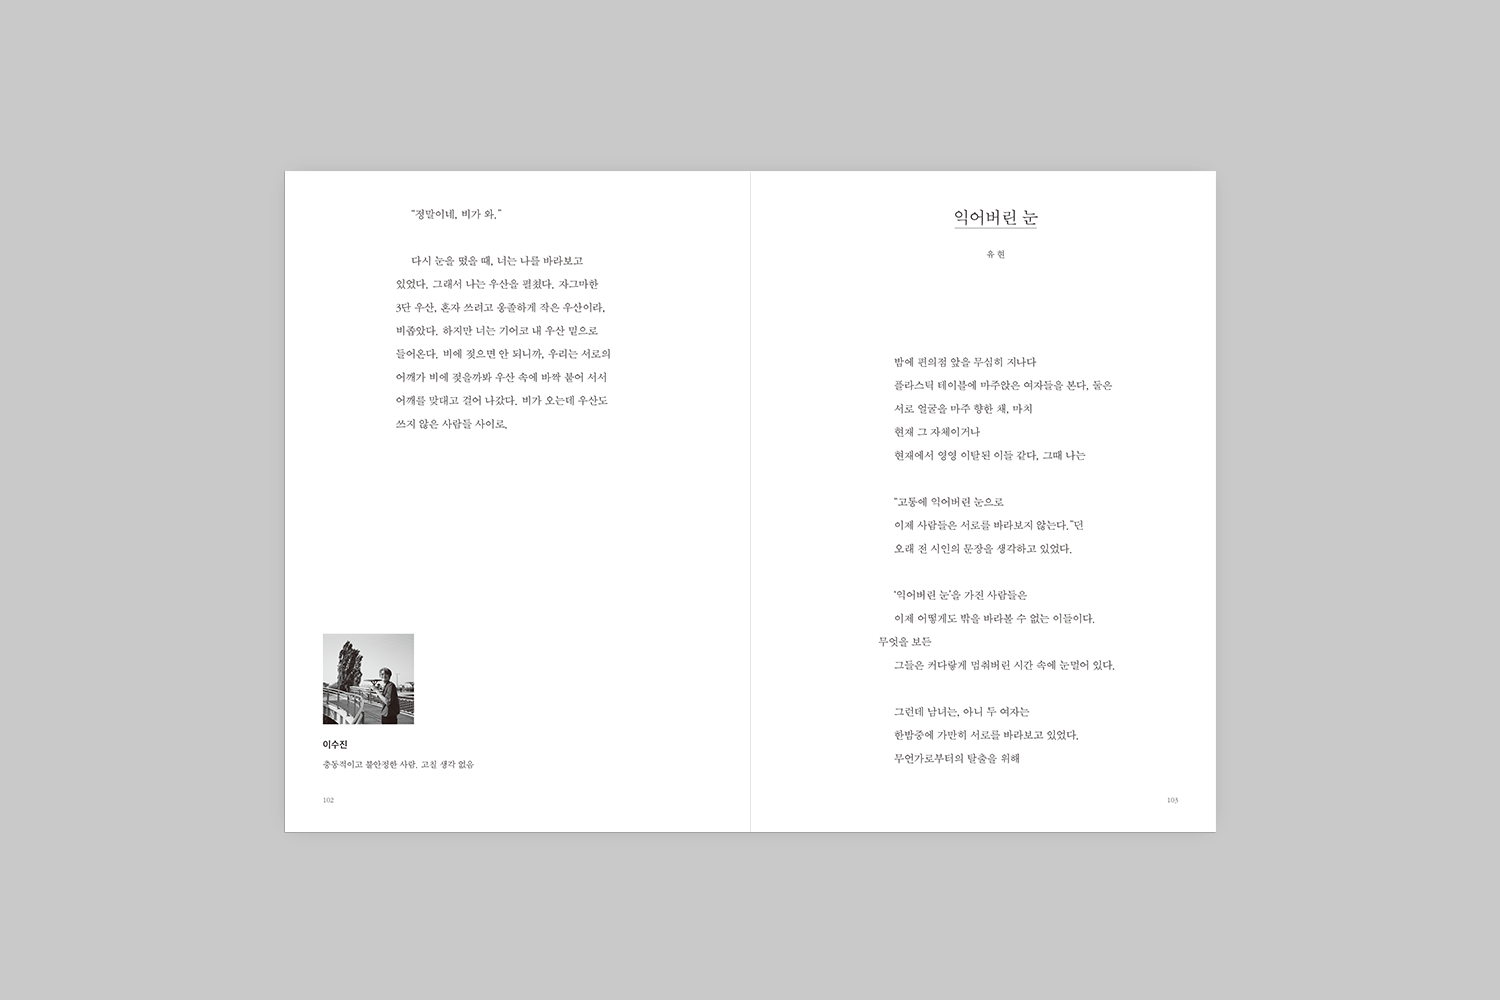 “정말이네, 비가 와.”
다시 눈을 떴을 때, 너는 나를 바라보고
있었다. 그래서 나는 우산을 펼쳤다. 자그마한
3단 우산, 혼자 쓰려고 옹졸하게 작은 우산이라,
비좁았다. 하지만 너는 기어코 내 우산 밑으로
들어온다. 비에 젖으면 안 되니까, 우리는 서로의
어깨가 비에 젖을까봐 우산 속에 바짝 붙어 서서
어깨를 맞대고 걸어 나갔다. 비가 오는데 우산도
쓰지 않은 사람들 사이로.
이수진
충동적이고 불안정한 사람. 고칠 생각 없음
102
익어버린 눈
유 현
밤에 편의점 앞을 무심히 지나다
플라스틱 테이블에 마주앉은 여자들을 본다, 둘은
서로 얼굴을 마주 향한 채, 마치
현재 그 자체이거나
현재에서 영영 이탈된 이들 같다, 그때 나는
“고통에 익어버린 눈으로
이제 사람들은 서로를 바라보지 않는다.”던
오래 전 시인의 문장을 생각하고 있었다.
‘익어버린 눈’을 가진 사람들은
이제 어떻게도 밖을 바라볼 수 없는 이들이다.
무엇을 보든
그들은 커다랗게 멈춰버린 시간 속에 눈멀어 있다.
그런데 남녀는, 아니 두 여자는
한밤중에 가만히 서로를 바라보고 있었다.
무언가로부터의 탈출을 위해
103